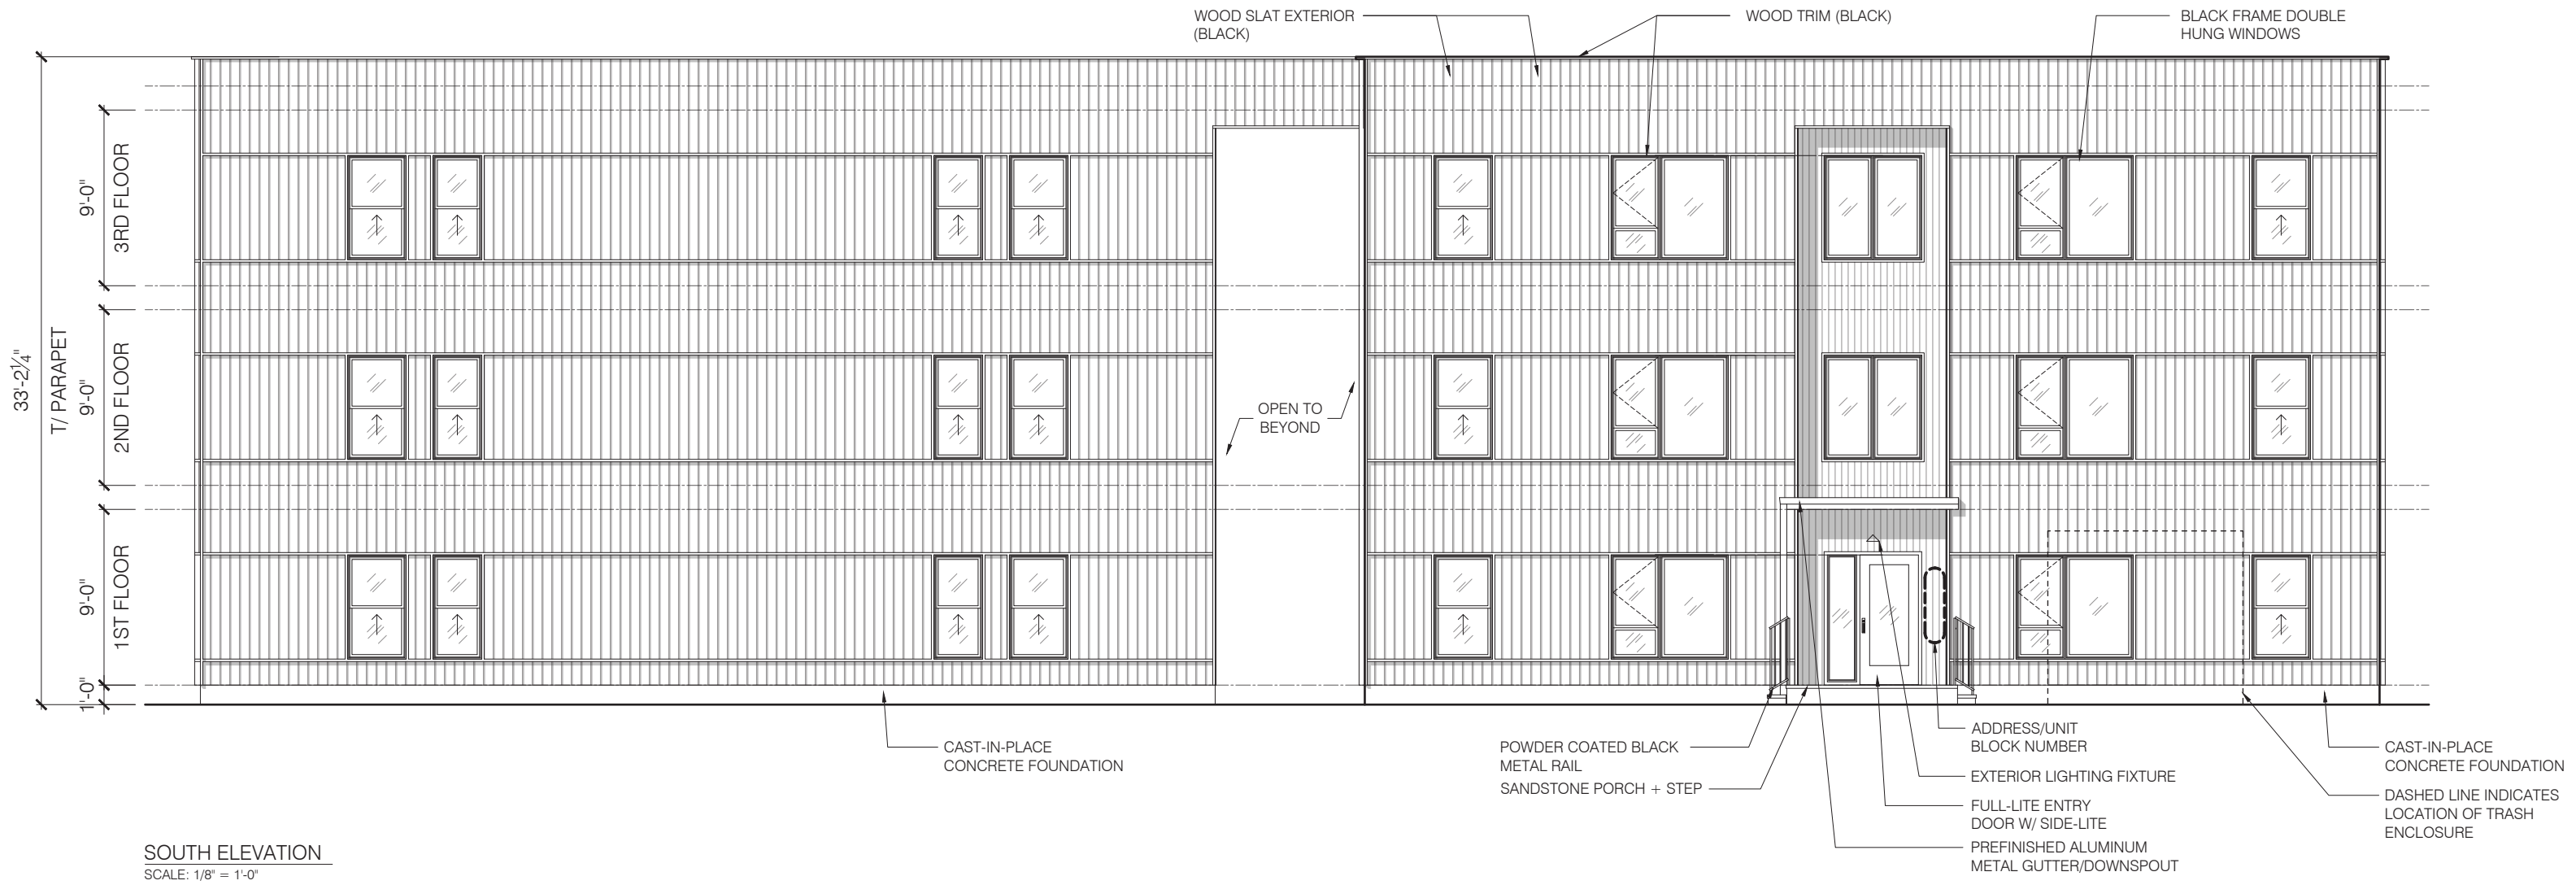 WOOD SLAT EXTERIOR
(BLACK)
WOOD TRIM (BLACK)
BLACK FRAME DOUBLE
HUNG WINDOWS
33'-2¼"
T/ PARAPET
9'-0"
3RD FLOOR
9'-0"
2ND FLOOR
9'-0"
1ST FLOOR
1'-0"
OPEN TO
BEYOND
CAST-IN-PLACE
CONCRETE FOUNDATION
POWDER COATED BLACK
METAL RAIL
SANDSTONE PORCH + STEP
ADDRESS/UNIT
BLOCK NUMBER
EXTERIOR LIGHTING FIXTURE
FULL-LITE ENTRY
DOOR W/ SIDE-LITE
PREFINISHED ALUMINUM
METAL GUTTER/DOWNSPOUT
CAST-IN-PLACE
CONCRETE FOUNDATION
DASHED LINE INDICATES
LOCATION OF TRASH
ENCLOSURE
SOUTH ELEVATION
SCALE: 1/8" = 1'-0"